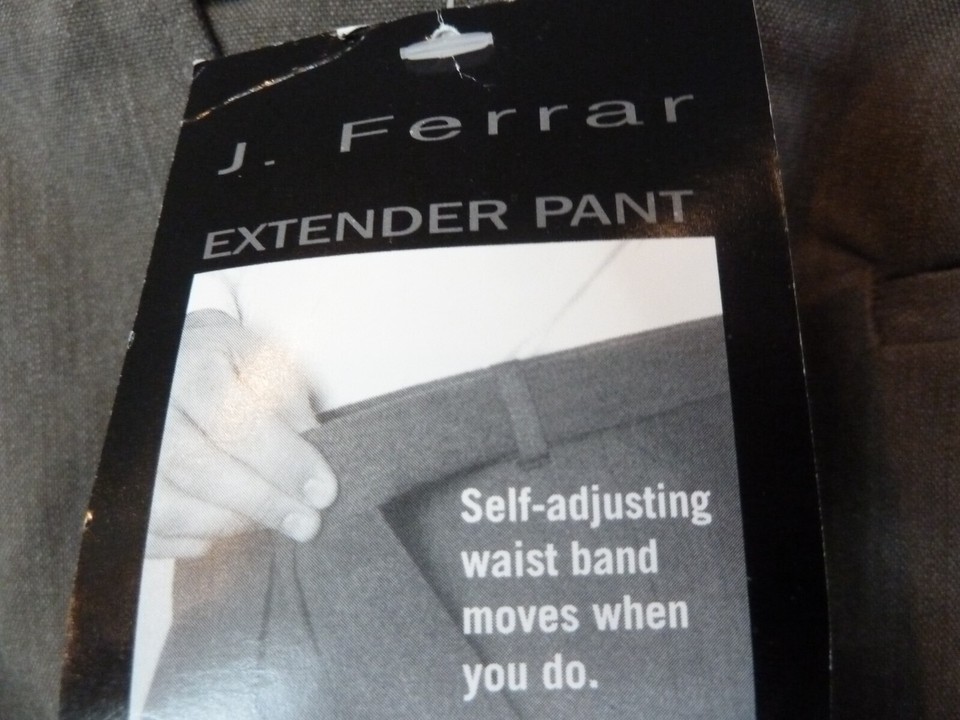 J. Ferrar
EXTENDER PANT
Self-adjusting
waist band
moves when
you do.